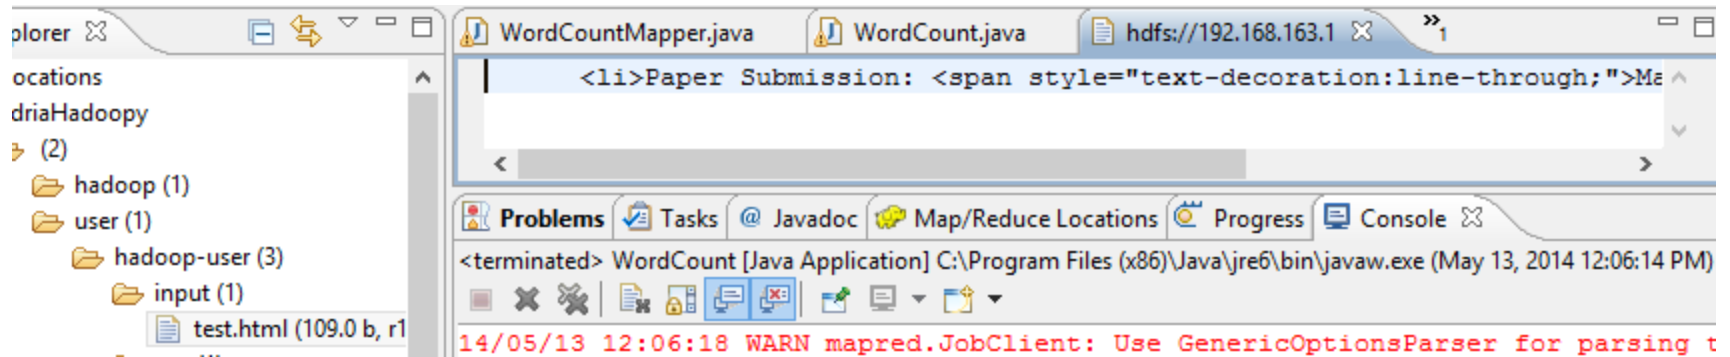 plorer
ocations
driaHadoopy
(2)
hadoop (1)
user (1)
hadoop-user (3)
input (1)
test.html (109.0 b, r1
WordCountMapper.java WordCount.java hdfs://192.168.163.1 »1
<li>Paper Submission: <span style="text-decoration:line-through;">Ma
Problems Tasks @ Javadoc Map/Reduce Locations Progress Console
<terminated> WordCount [Java Application] C:\Program Files (x86)\Java\jre6\bin\javaw.exe (May 13, 2014 12:06:14 PM)
14/05/13 12:06:18 WARN mapred.JobClient: Use GenericOptionsParser for parsing t